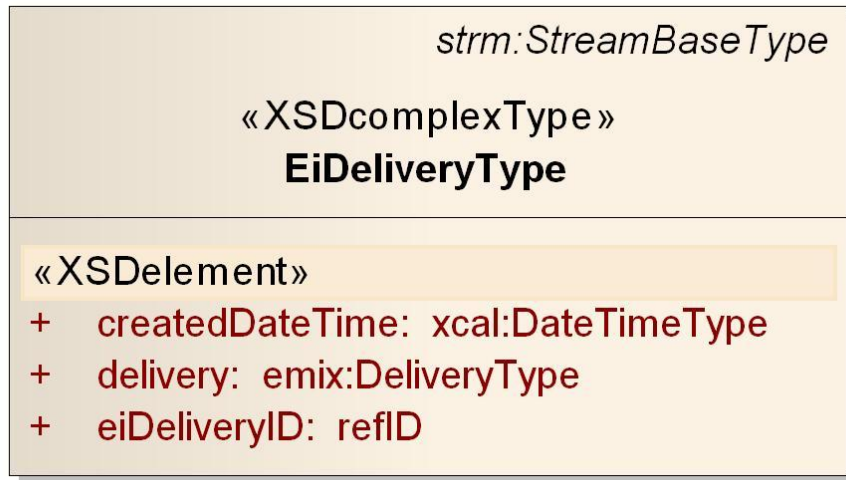 strm:StreamBaseType
«XSDcomplexType»
EiDeliveryType
«XSDelement»
+ createdDateTime: xcal:DateTimeType
+ delivery: emix:DeliveryType
+ eiDeliveryID: refID